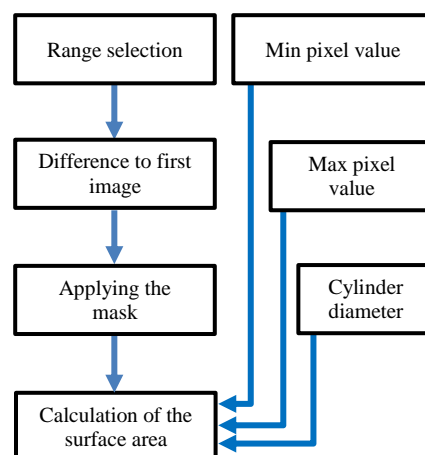 Range selection
Min pixel value
Difference to first
image
Max pixel
value
Applying the
mask
Cylinder
diameter
Calculation of the
surface area